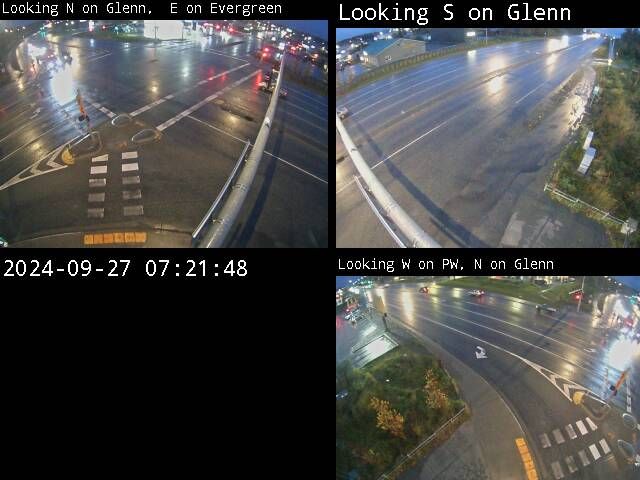 Looking N on Glenn,  E on Evergreen
Looking S on Glenn
2024-09-27 07:21:48
Looking W on PW, N on Glenn